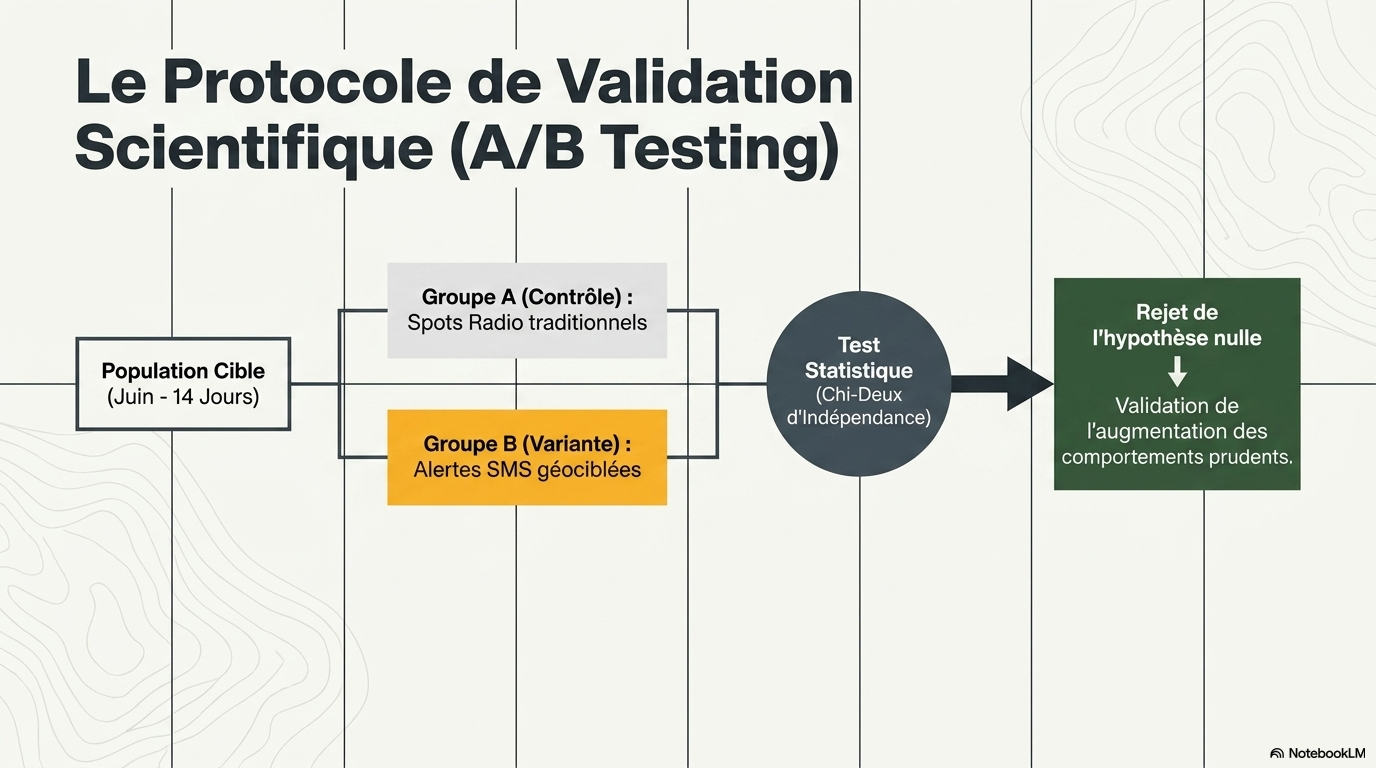 Le Protocole de Validation
Scientifique (A/B Testing)
Population Cible
(Juin - 14 Jours)
Groupe A (Contrôle) :
Spots Radio traditionnels
Groupe B (Variante) :
Alertes SMS géociblées
Test
Statistique
(Chi-Deux
d'Indépendance)
Rejet de
l'hypothèse nulle
Validation de
l'augmentation des
comportements prudents.
NotebookLM